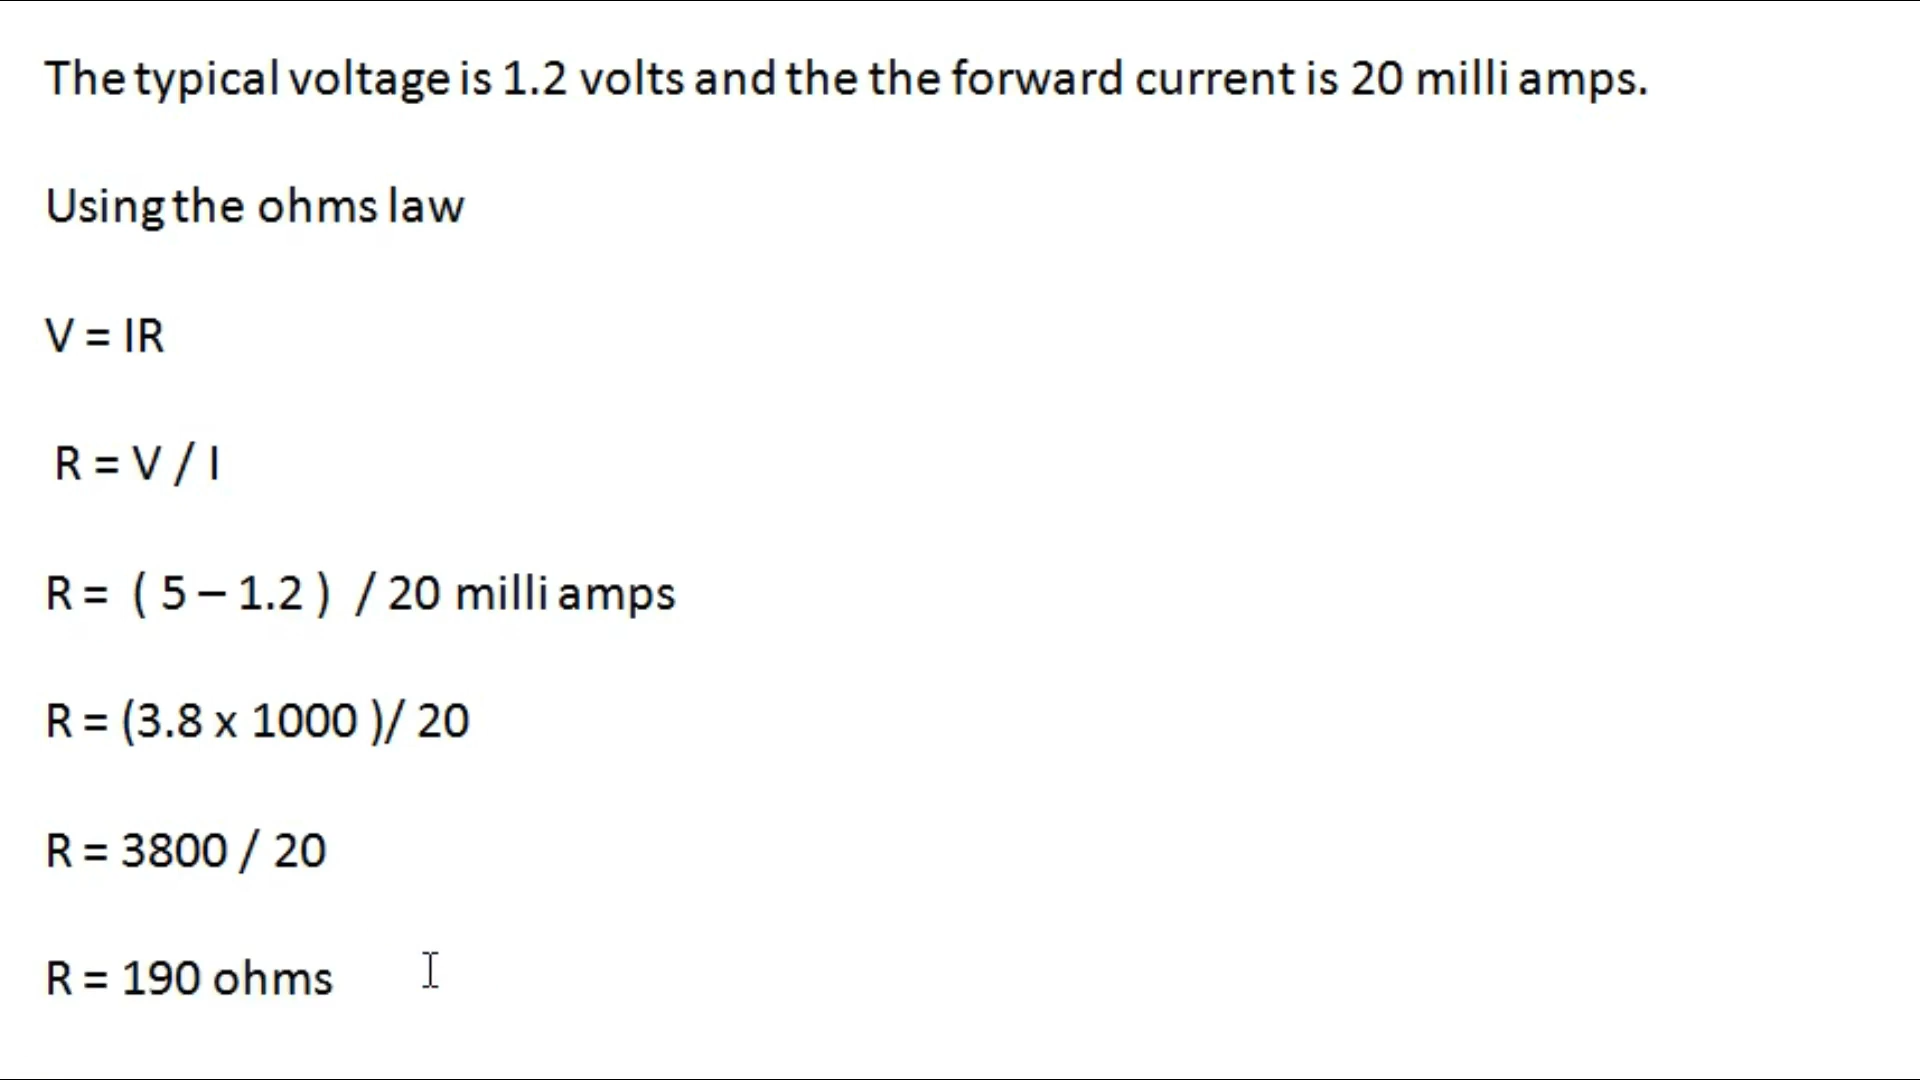 The typical voltage is 1.2 volts and the the forward current is 20 milli amps.
Using the ohms law
V = IR
R = V / I
R = ( 5 – 1.2 ) / 20 milli amps
R = (3.8 x 1000 )/ 20
R = 3800 / 20
R = 190 ohms